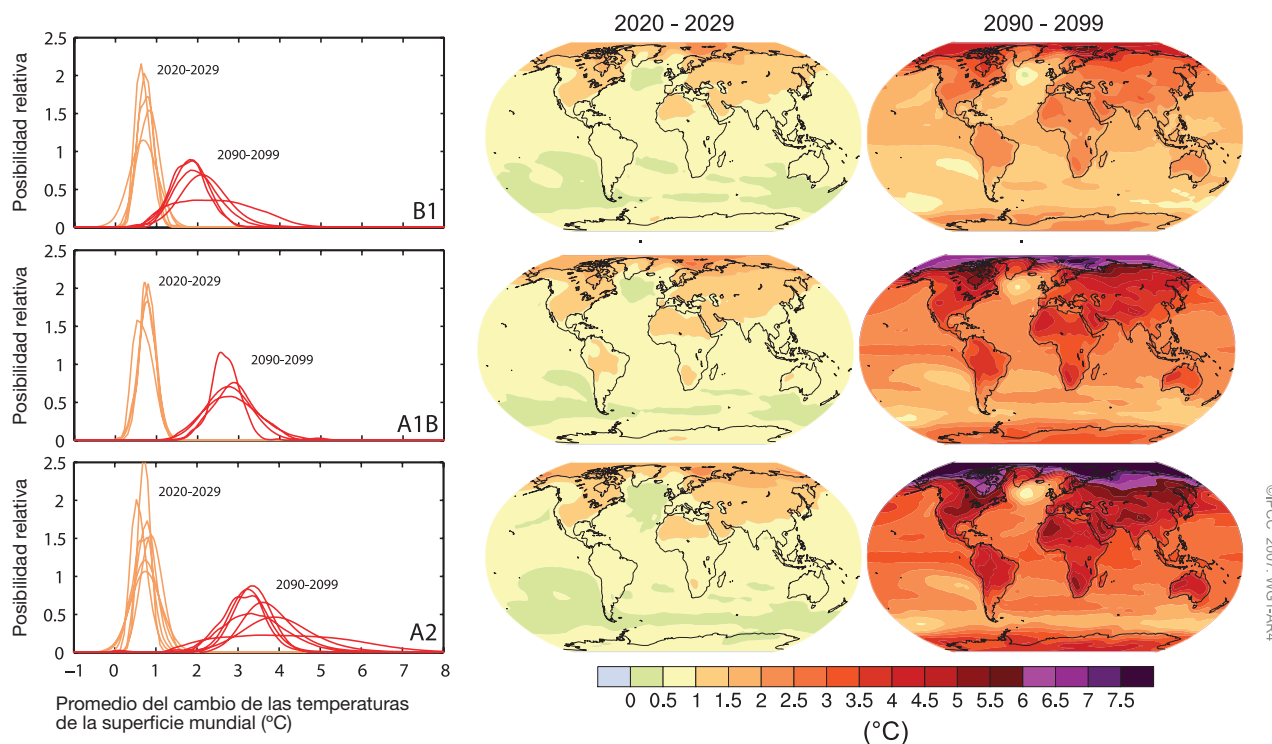 2020 - 2029
2090 - 2099
Posibilidad relativa
2.5
2
1.5
1
0.5
0
2020-2029
2090-2099
B1
Posibilidad relativa
2.5
2
1.5
1
0.5
0
2020-2029
2090-2099
A1B
Posibilidad relativa
2.5
2
1.5
1
0.5
0
2020-2029
2090-2099
A2
−1 0 1 2 3 4 5 6 7 8
Promedio del cambio de las temperaturas
de la superficie mundial (ºC)
0 0.5 1 1.5 2 2.5 3 3.5 4 4.5 5 5.5 6 6.5 7 7.5
(°C)
©IPCC 2007: WG1-AR4